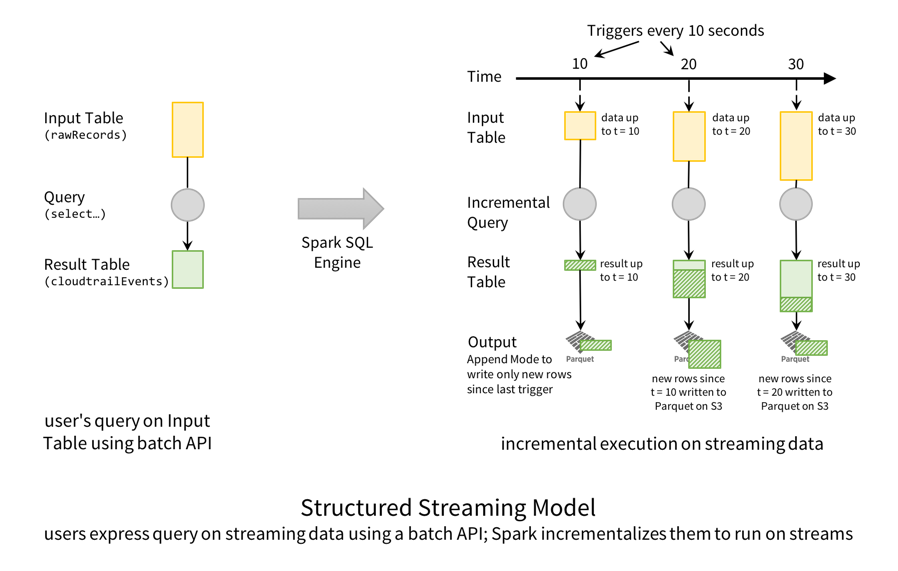 Triggers every 10 seconds
Time
10
20
30
Input Table
(rawRecords)
Query
(select…)
Result Table
(cloudtrailEvents)
Spark SQL
Engine
Input
Table
data up
to t = 10
data up
to t = 20
data up
to t = 30
Incremental
Query
Result
Table
result up
to t = 10
result up
to t = 20
result up
to t = 30
Output
Append Mode to
write only new rows
since last trigger
Parquet
Parq
Parquet
new rows since
t = 10 written to
Parquet on S3
new rows since
t = 20 written to
Parquet on S3
user's query on Input
Table using batch API
incremental execution on streaming data
Structured Streaming Model
users express query on streaming data using a batch API; Spark incrementalizes them to run on streams